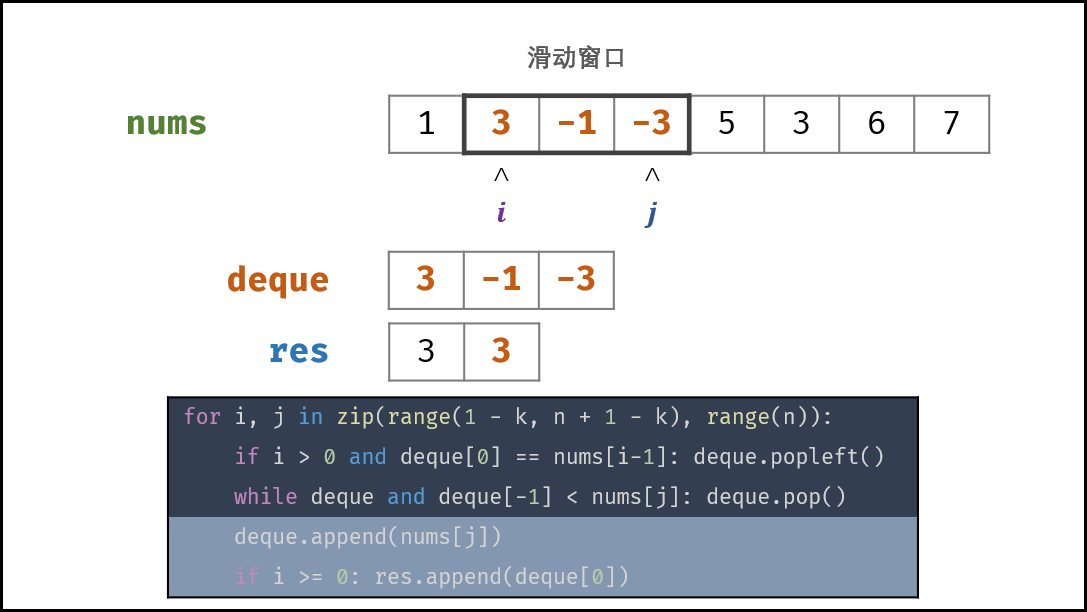 滑动窗口
nums 1 3 -1 -3 5 3 6 7
^ ^
i j
deque 3 -1 -3
res 3 3
for i, j in zip(range(1 - k, n + 1 - k), range(n)):
    if i > 0 and deque[0] == nums[i-1]: deque.popleft()
    while deque and deque[-1] < nums[j]: deque.pop()
    deque.append(nums[j])
    if i >= 0: res.append(deque[0])